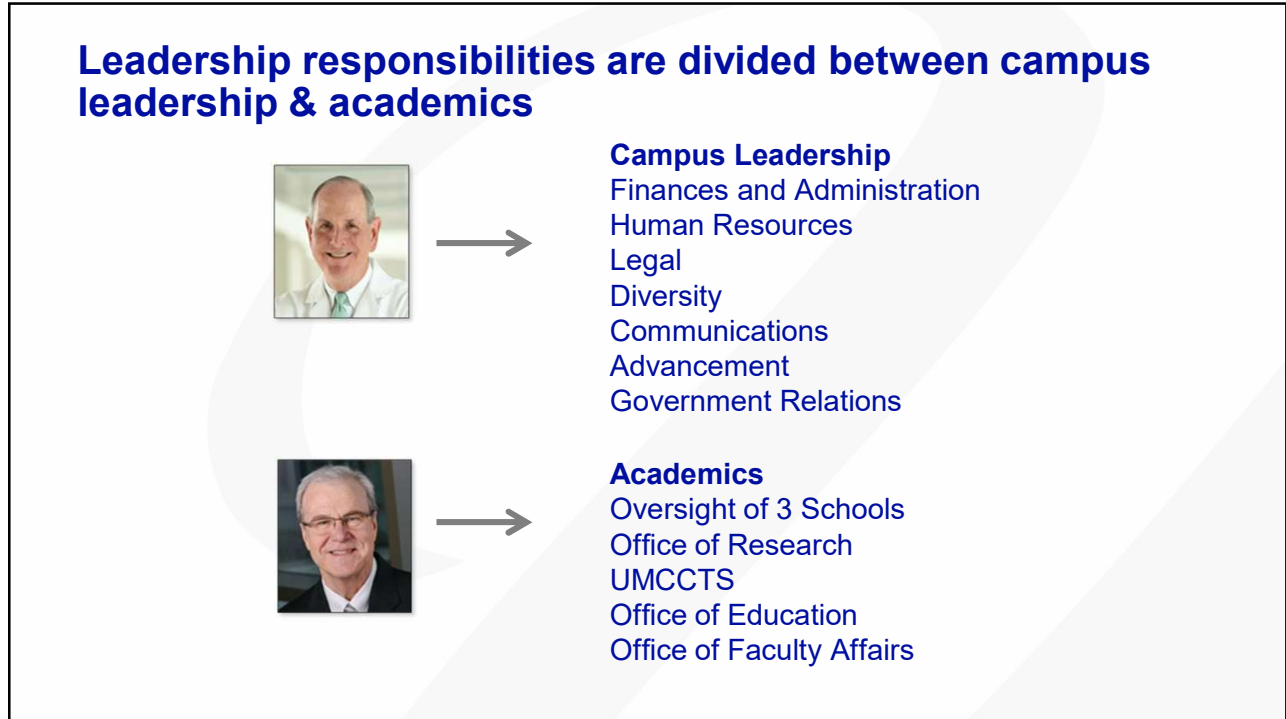 Leadership responsibilities are divided between campus
leadership & academics
Campus Leadership
Finances and Administration
Human Resources
Legal
Diversity
Communications
Advancement
Government Relations
Academics
Oversight of 3 Schools
Office of Research
UMCCTS
Office of Education
Office of Faculty Affairs